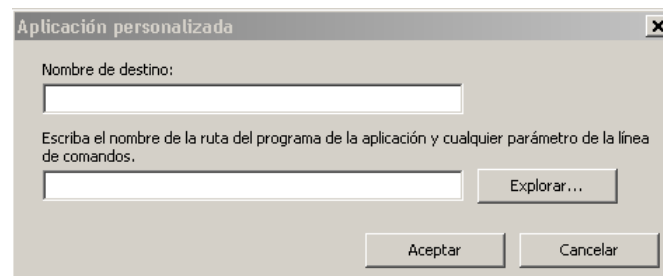 Aplicación personalizada
Nombre de destino:
Escriba el nombre de la ruta del programa de la aplicación y cualquier parámetro de la línea
de comandos.
Explorar...
Aceptar
Cancelar